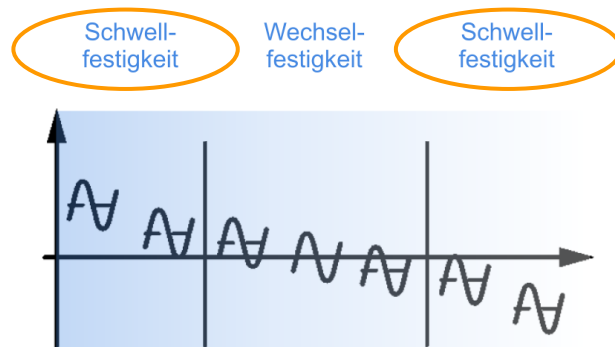 Schwell-
festigkeit
Wechsel-
festigkeit
Schwell-
festigkeit